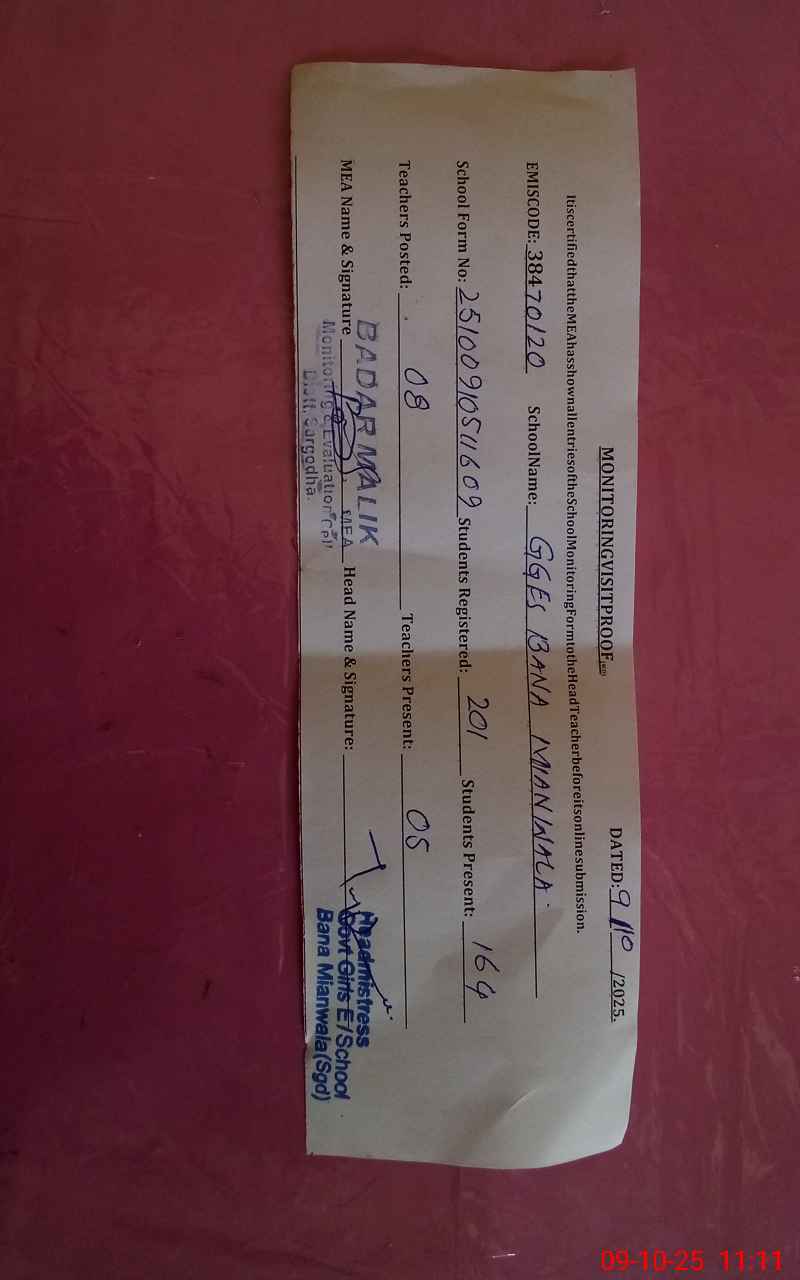 MONITORINGVISITPROOF
DATED: 9/10/2025.
ItiscertifiedthattheMEAhasshownallentriesoftheSchoolMonitoringFormtotheHeadTeacherbeforeitsonlinesubmission.
EMISCODE: 38470120 SchoolName: GGES BANA MIANWALA
School Form No: 2510091051609 Students Registered: 201 Students Present: 164
Teachers Posted: 08 Teachers Present: 08
MEA Name & Signature MEA Head Name & Signature:
BADAR MALIK
Monitoring & Evaluation Cell
Distt. Sargodha.
Headmistress
Govt Girls E/School
Bana Mianwala(Sgd)
09-10-25 11:11